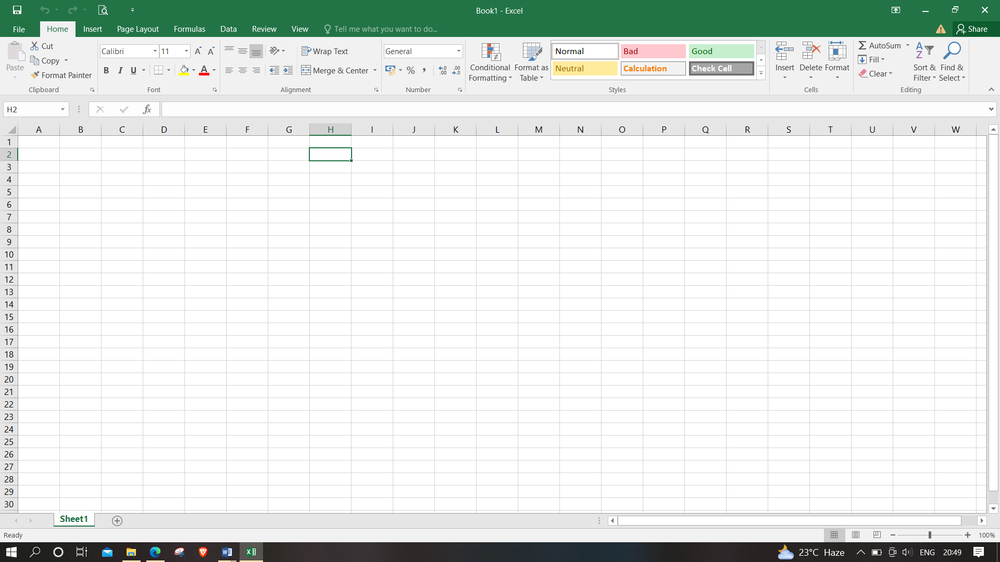 Book1 - Excel
File Home Insert Page Layout Formulas Data Review View Tell me what you want to do... Share
Paste
Cut
Copy
Format Painter
Clipboard
Calibri 11
B I U
Font
Wrap Text
Merge & Center
Alignment
General
%
Number
Conditional Formatting
Format as Table
Normal Bad Good
Neutral Calculation Check Cell
Styles
Insert Delete Format
Cells
AutoSum
Fill
Clear
Sort & Filter
Find & Select
Editing
H2 fx
A B C D E F G H I J K L M N O P Q R S T U V W
1
2
3
4
5
6
7
8
9
10
11
12
13
14
15
16
17
18
19
20
21
22
23
24
25
26
27
28
29
30
Sheet1
Ready 100%
23°C Haze ENG 20:49